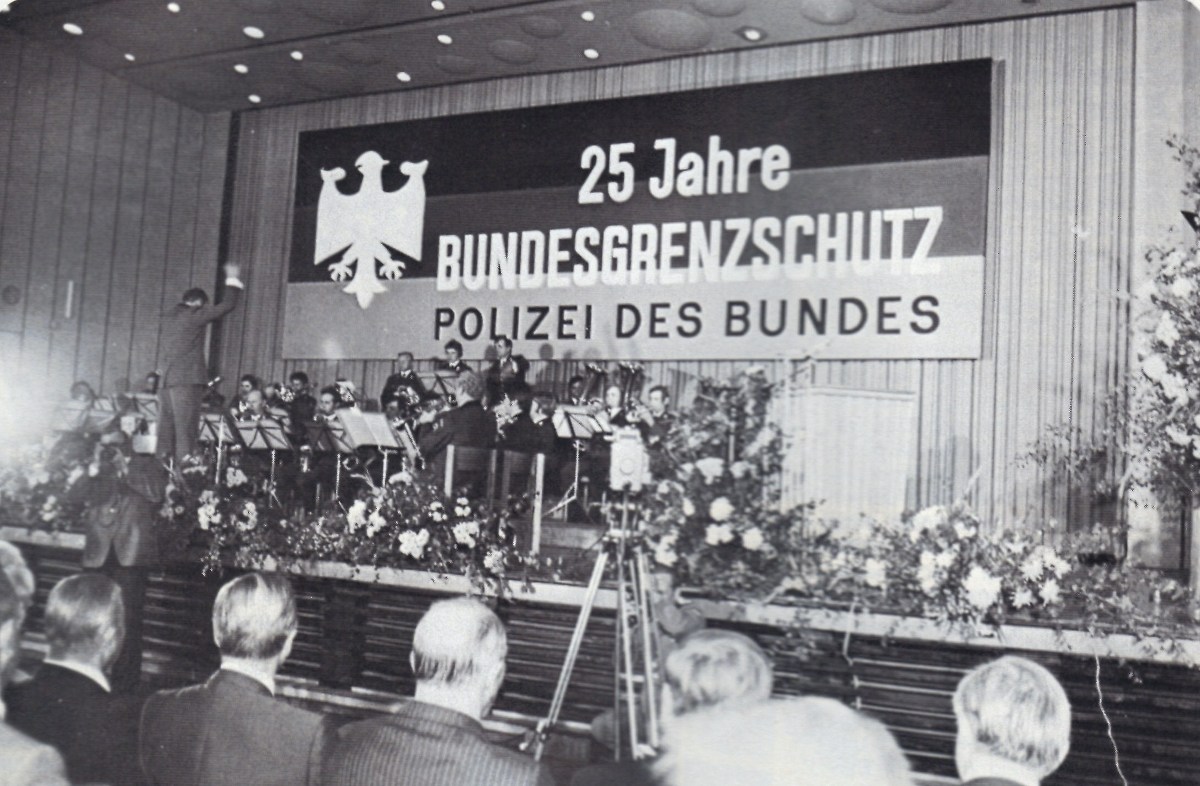 25 Jahre
BUNDESGRENZSCHUTZ
POLIZEI DES BUNDES